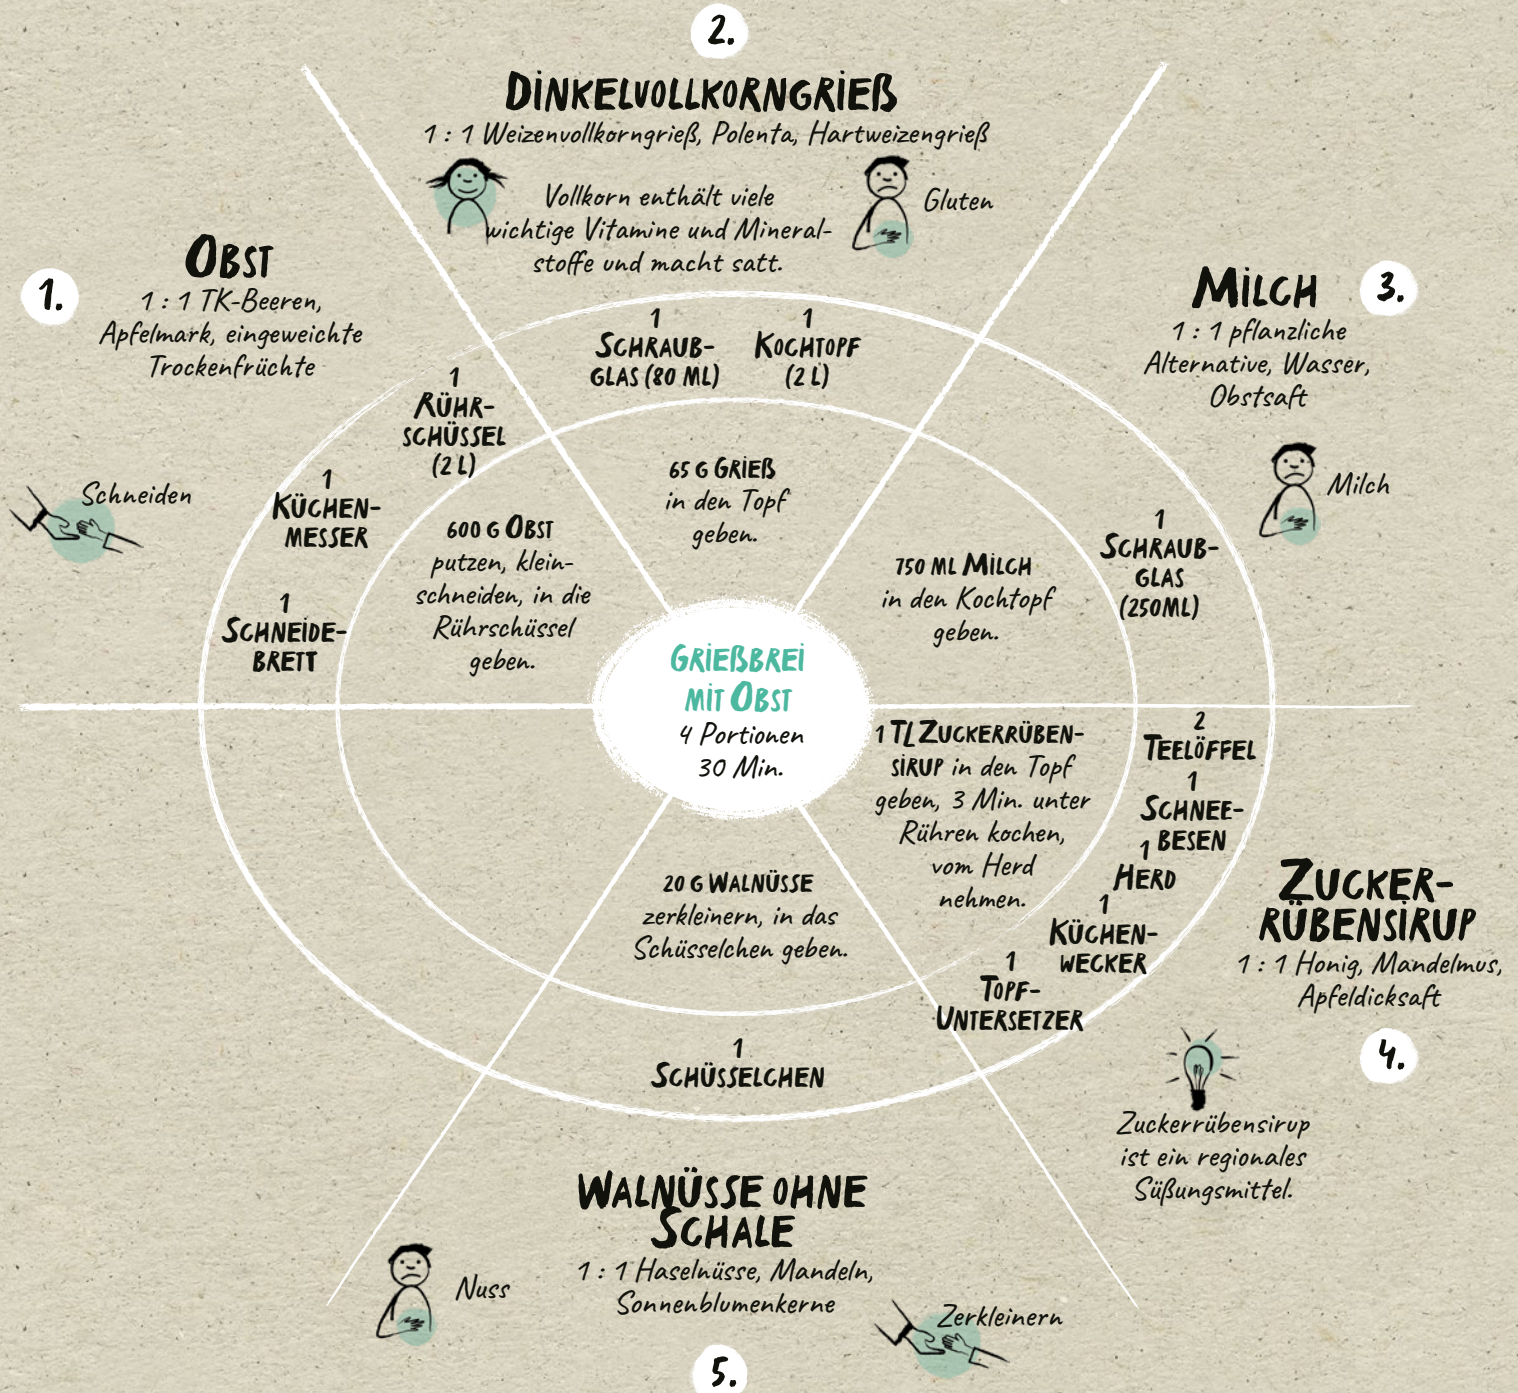 1.
OBST
1 : 1 TK-Beeren,
Apfelmark, eingeweichte
Trockenfrüchte
Schneiden
1
RÜHR-
SCHÜSSEL
(2 L)
1
KÜCHEN-
MESSER
1
SCHNEIDE-
BRETT
600 G OBST
putzen, klein-
schneiden, in die
Rührschüssel
geben.
2.
DINKELVOLLKORNGRIEß
1 : 1 Weizenvollkorngrieß, Polenta, Hartweizengrieß
Vollkorn enthält viele
wichtige Vitamine und Mineral-
stoffe und macht satt.
Gluten
1
SCHRAUB-
GLAS (80 ML)
1
KOCHTOPF
(2 L)
65 G GRIEß
in den Topf
geben.
MILCH
3.
1 : 1 pflanzliche
Alternative, Wasser,
Obstsaft
Milch
1
SCHRAUB-
GLAS
(250ML)
750 ML MILCH
in den Kochtopf
geben.
GRIEßBREI
MIT OBST
4 Portionen
30 Min.
1 TL ZUCKERRÜBEN-
SIRUP in den Topf
geben, 3 Min. unter
Rühren kochen,
vom Herd
nehmen.
2
TEELÖFFEL
1
SCHNEE-
BESEN
1
HERD
1
KÜCHEN-
WECKER
1
TOPF-
UNTERSETZER
ZUCKER-
RÜBENSIRUP
1 : 1 Honig, Mandelmus,
Apfeldicksaft
4.
Zuckerrübensirup
ist ein regionales
Süßungsmittel.
20 G WALNÜSSE
zerkleinern, in das
Schüsselchen geben.
1
SCHÜSSELCHEN
WALNÜSSE OHNE
SCHALE
1 : 1 Haselnüsse, Mandeln,
Sonnenblumenkerne
Nuss
Zerkleinern
5.